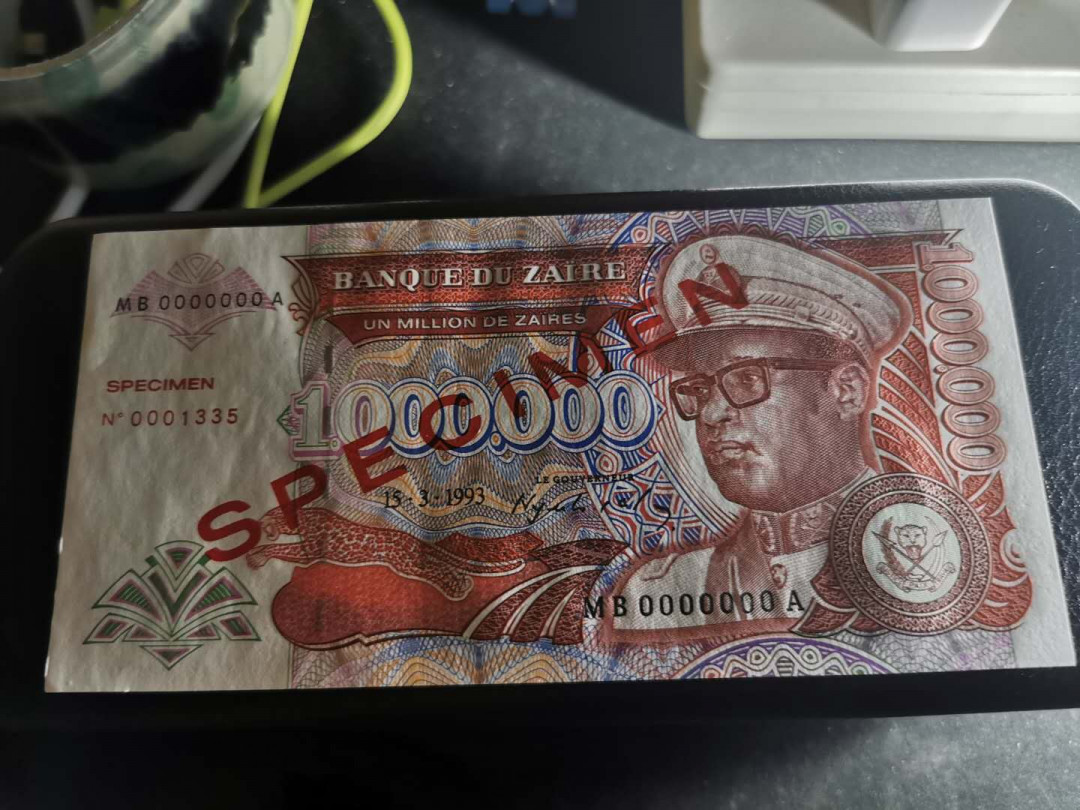 BANQUE DU ZAIRE
UN MILLION DE ZAIRES
MB 0000000 A
SPECIMEN
N° 0001335
1.000.000
SPECIMEN
LE GOUVERNEUR
15-3-1993
MB 0000000 A
1.000.000